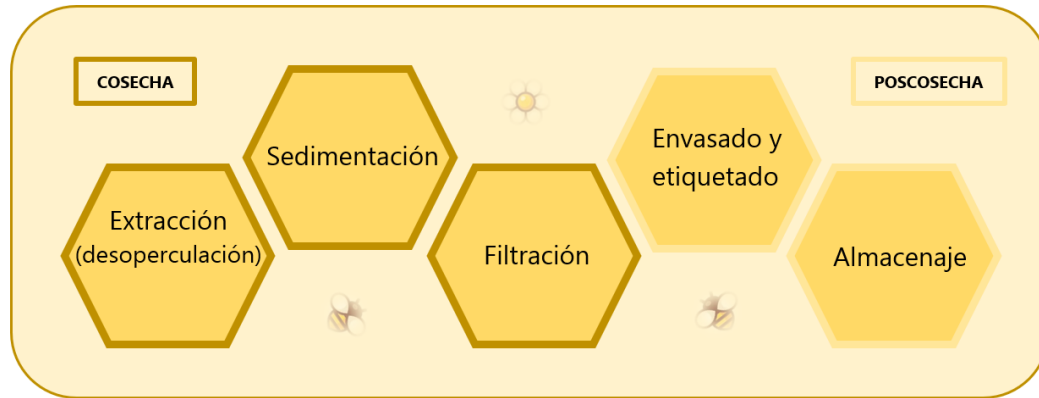 COSECHA
POSCOSECHA
Extracción
(desoperculación)
Sedimentación
Filtración
Envasado y
etiquetado
Almacenaje